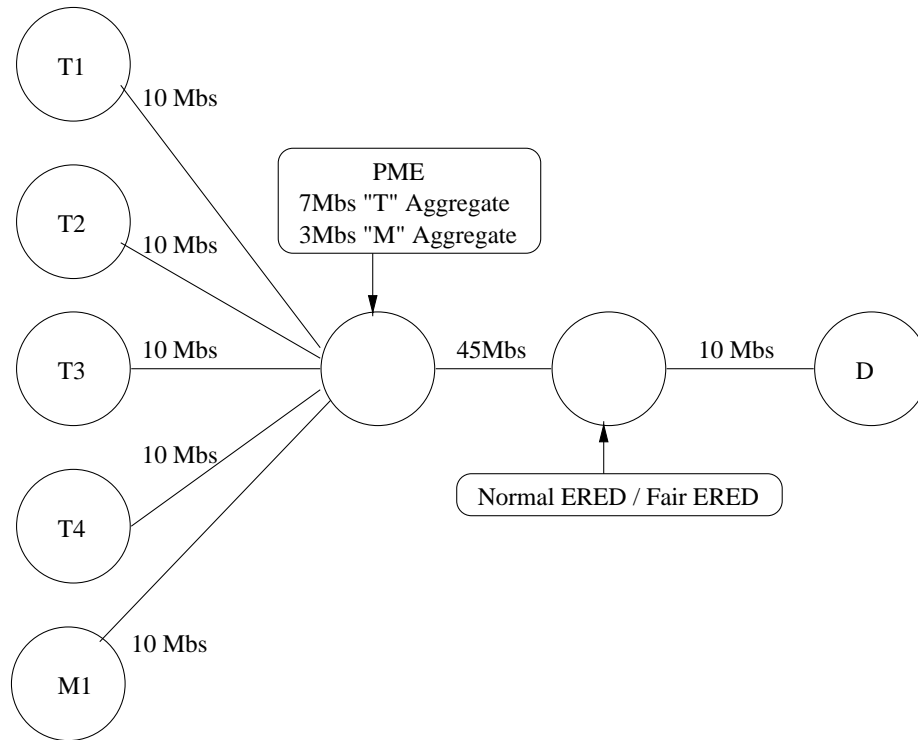 T1
10 Mbs
PME
7Mbs "T" Aggregate
3Mbs "M" Aggregate
T2
10 Mbs
T3
10 Mbs
45Mbs
10 Mbs
D
10 Mbs
T4
Normal ERED / Fair ERED
10 Mbs
M1